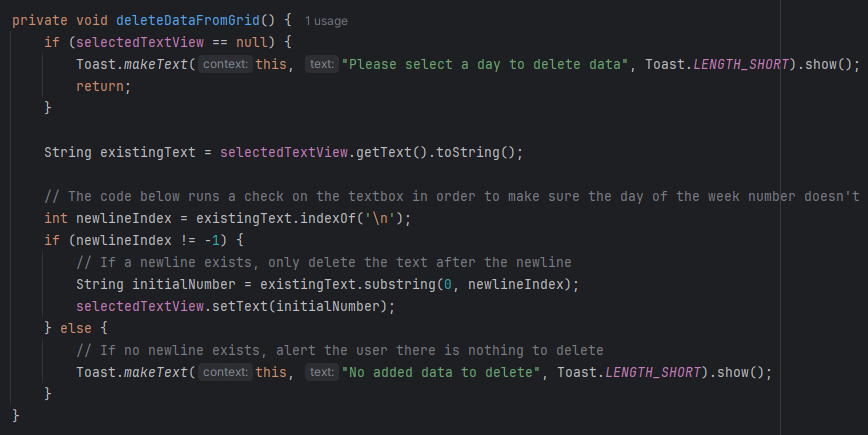 private void deleteDataFromGrid() { 1 usage
if (selectedTextView == null) {
Toast.makeText( context: this, text: "Please select a day to delete data", Toast.LENGTH_SHORT).show();
return;
}
String existingText = selectedTextView.getText().toString();
// The code below runs a check on the textbox in order to make sure the day of the week number doesn't
int newlineIndex = existingText.indexOf('\n');
if (newlineIndex != -1) {
// If a newline exists, only delete the text after the newline
String initialNumber = existingText.substring(0, newlineIndex);
selectedTextView.setText(initialNumber);
} else {
// If no newline exists, alert the user there is nothing to delete
Toast.makeText( context: this, text: "No added data to delete", Toast.LENGTH_SHORT).show();
}
}